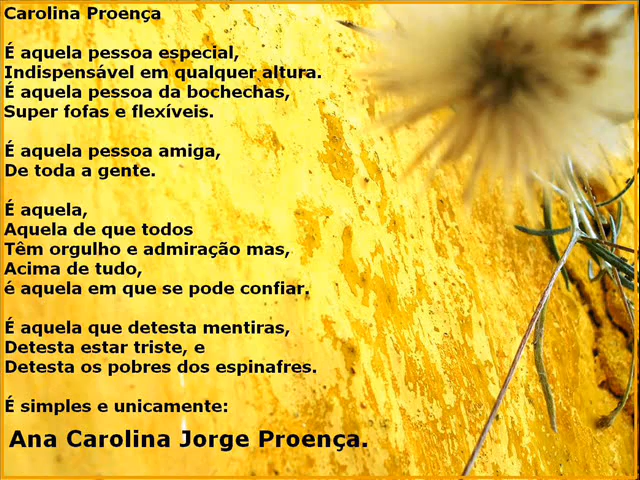 Carolina Proença
É aquela pessoa especial,
Indispensável em qualquer altura.
É aquela pessoa da bochechas,
Super fofas e flexíveis.
É aquela pessoa amiga,
De toda a gente.
É aquela,
Aquela de que todos
Têm orgulho e admiração mas,
Acima de tudo,
é aquela em que se pode confiar.
É aquela que detesta mentiras,
Detesta estar triste, e
Detesta os pobres dos espinafres.
É simples e unicamente:
Ana Carolina Jorge Proença.